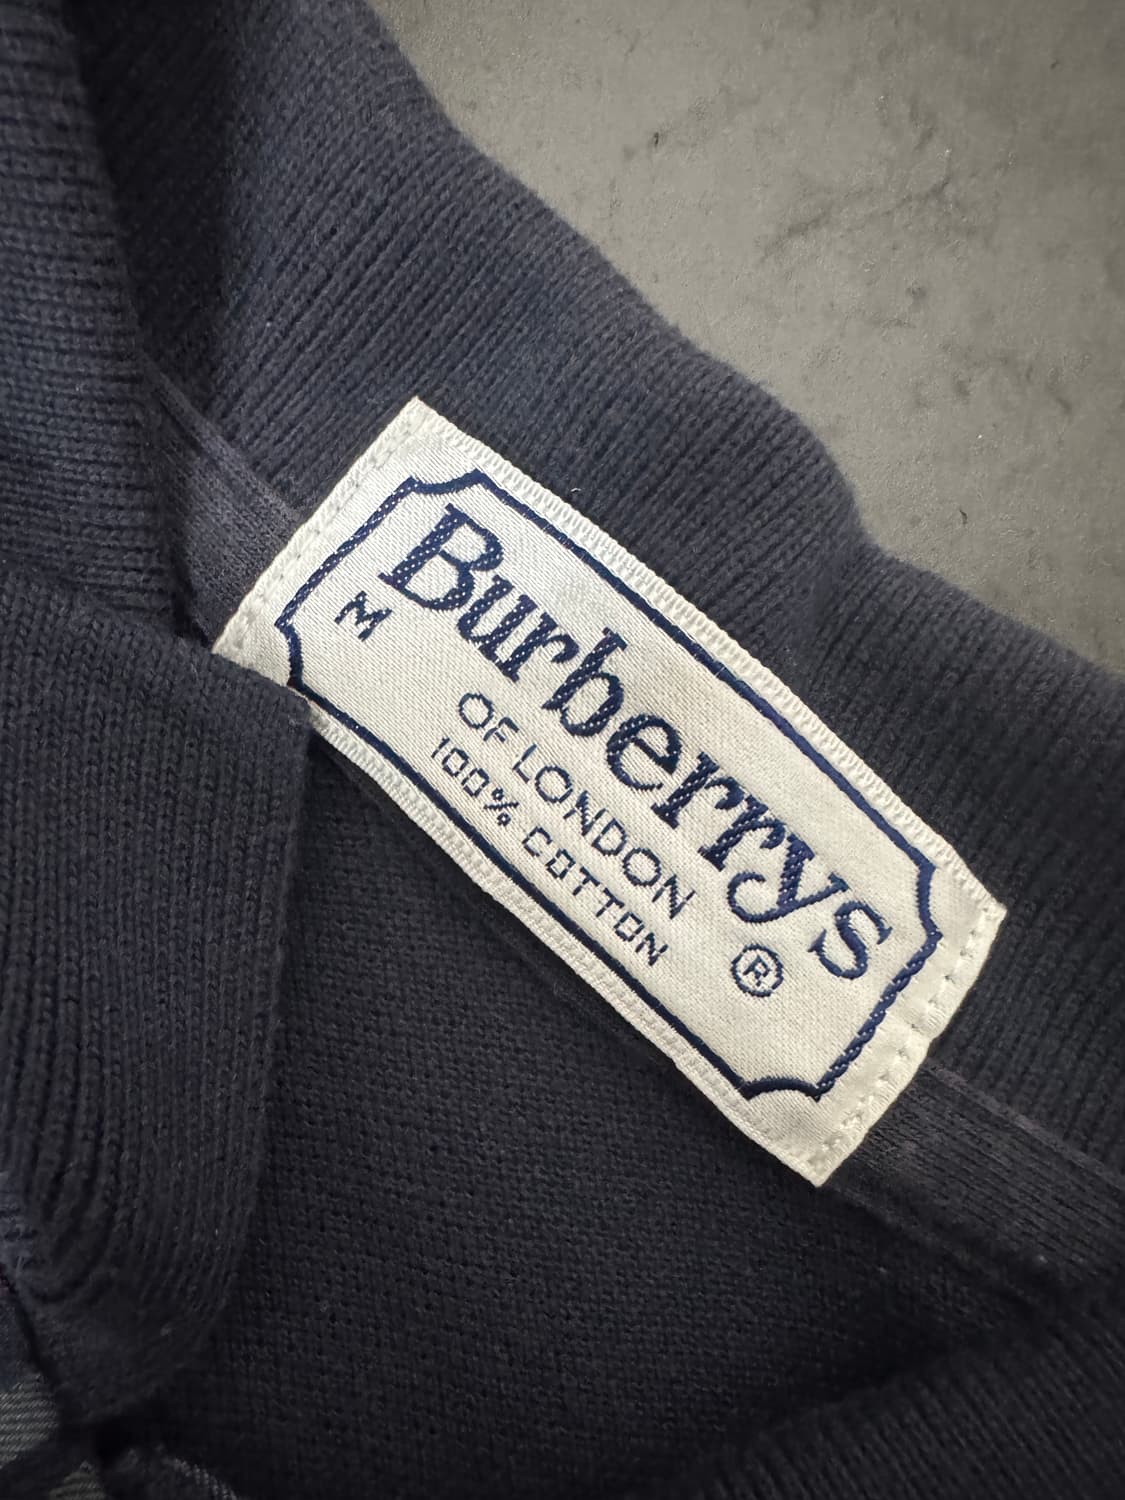 Burberrys
M
OF LONDON
100% COTTON
®